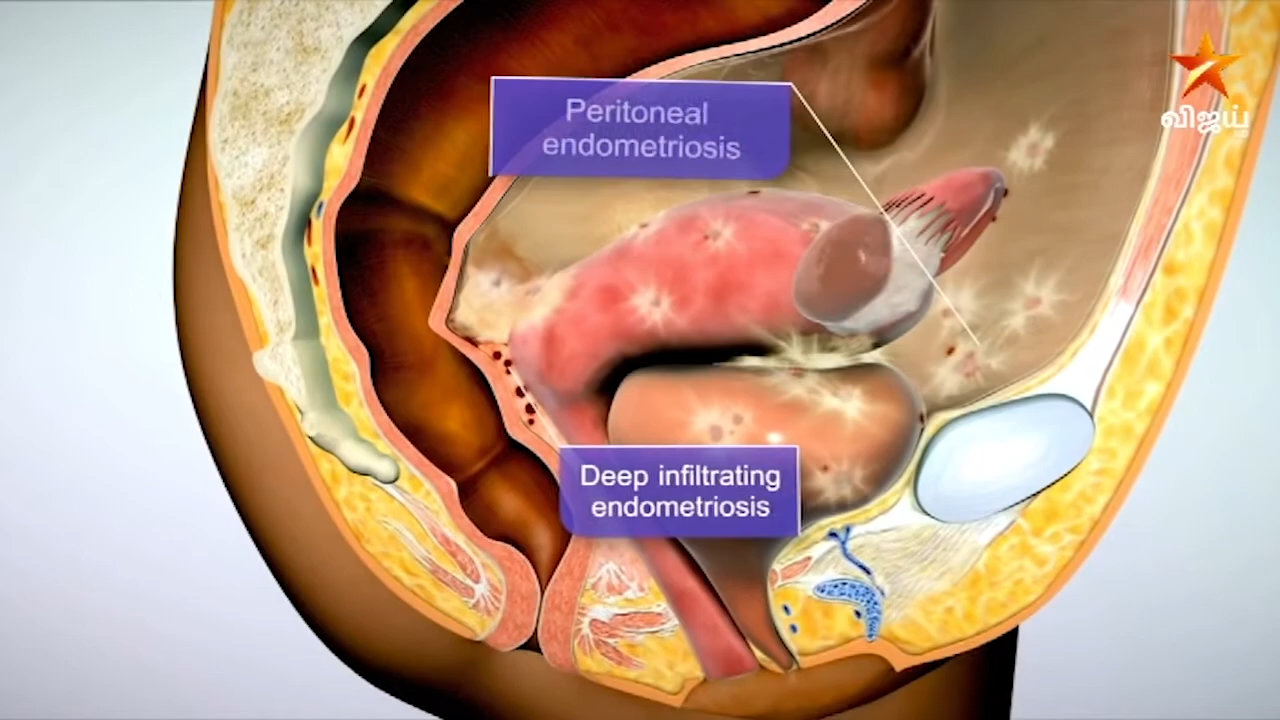 விஜய்
Peritoneal
endometriosis
Deep infiltrating
endometriosis